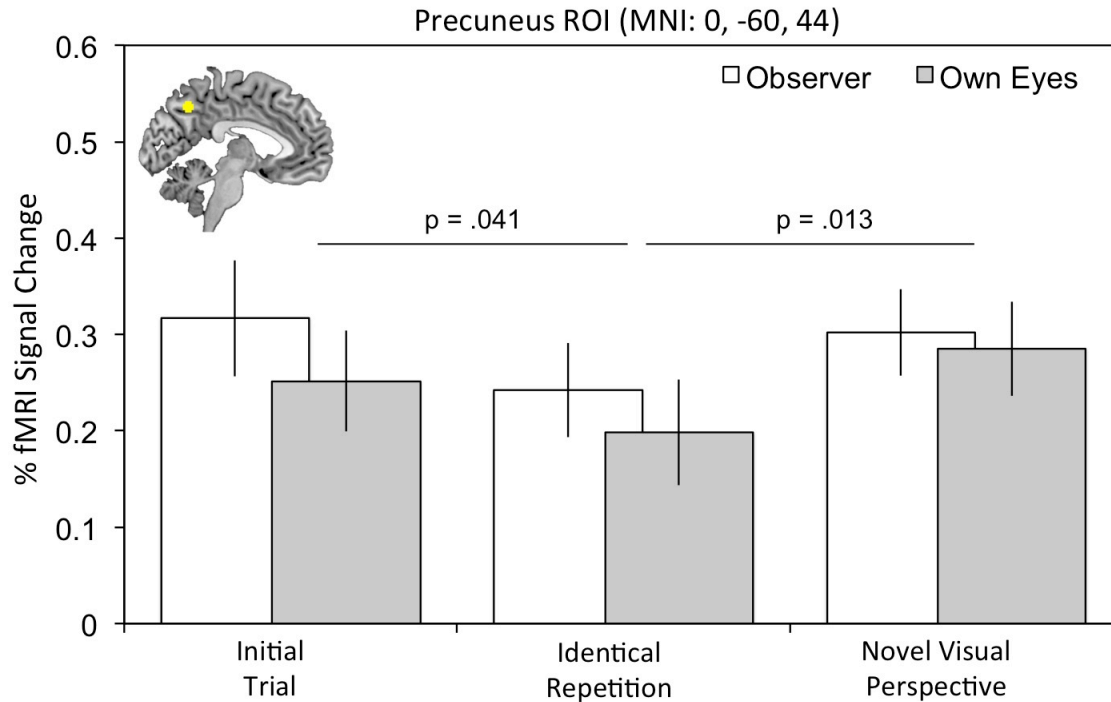 Precuneus ROI (MNI: 0, -60, 44)
0.6
0.5
0.4
0.3
0.2
0.1
0
% fMRI Signal Change
Observer
Own Eyes
p = .041
p = .013
Initial
Trial
Identical
Repetition
Novel Visual
Perspective